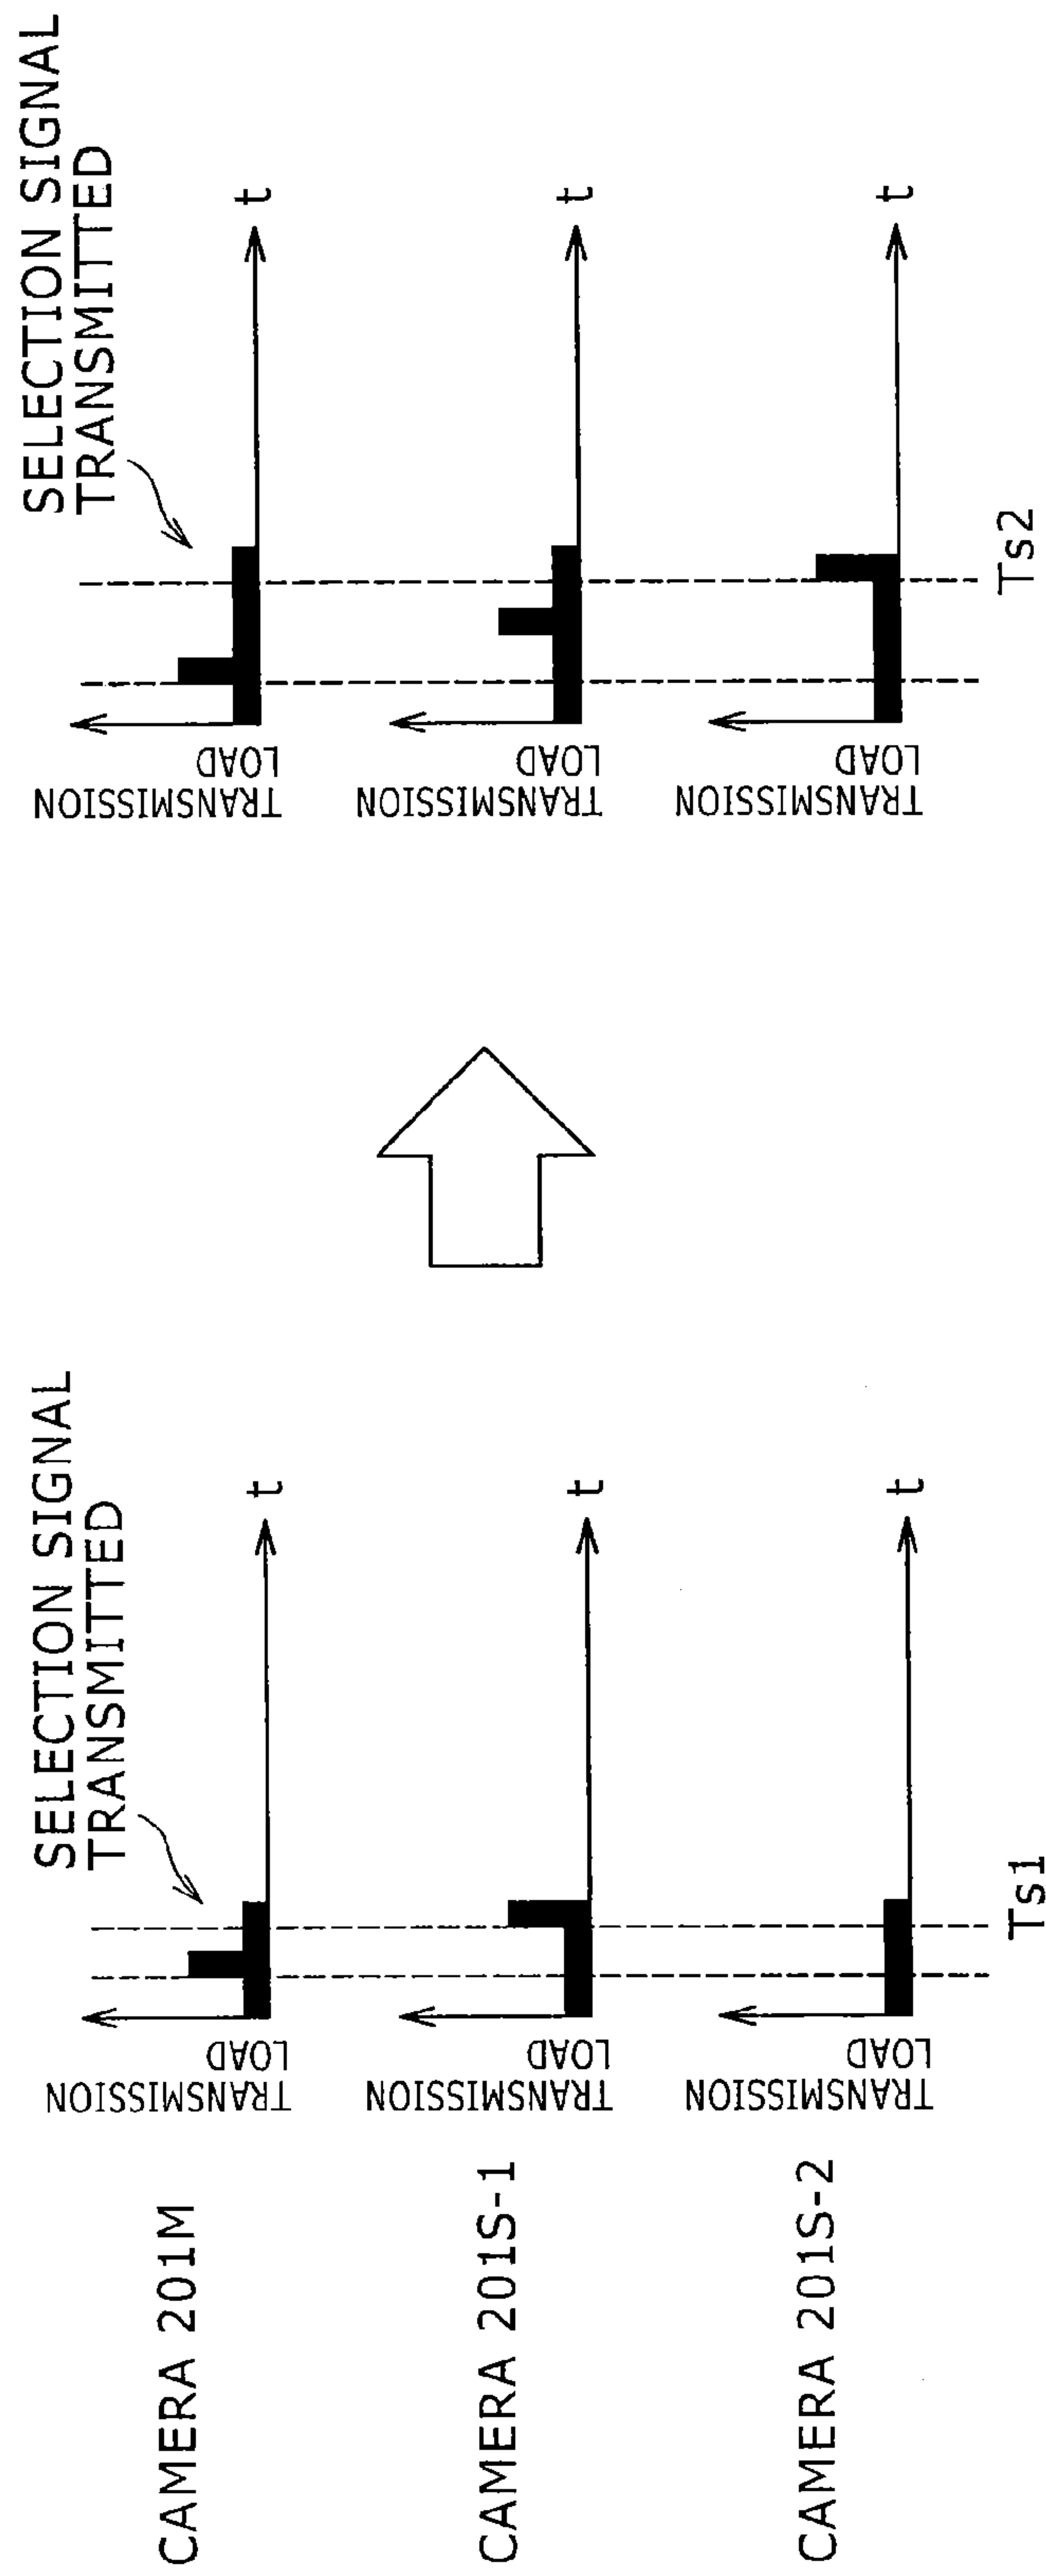 SELECTION SIGNAL
TRANSMITTED
SELECTION SIGNAL
TRANSMITTED
CAMERA 201M
TRANSMISSION
LOAD
t
TRANSMISSION
LOAD
t
CAMERA 201S-1
TRANSMISSION
LOAD
t
TRANSMISSION
LOAD
t
CAMERA 201S-2
TRANSMISSION
LOAD
t
TRANSMISSION
LOAD
t
Ts1
Ts2